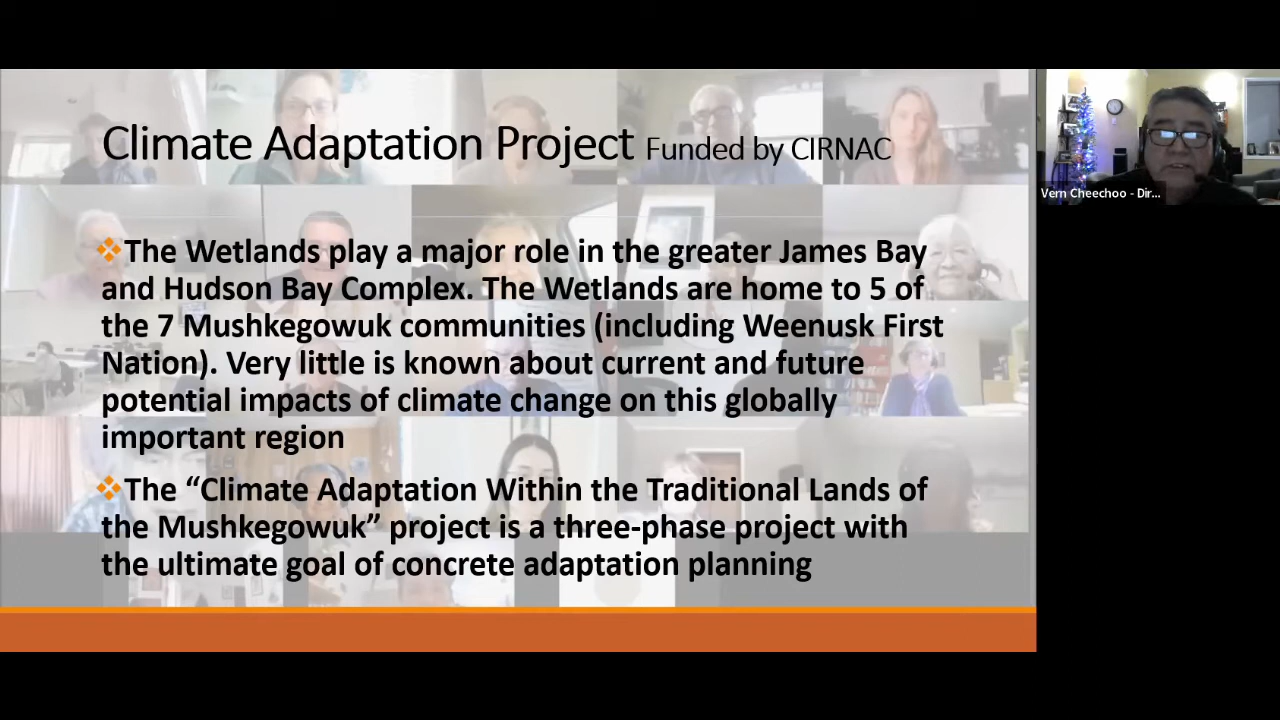 Climate Adaptation Project Funded by CIRNAC
Vern Cheechoo - Dir...
❖The Wetlands play a major role in the greater James Bay
and Hudson Bay Complex. The Wetlands are home to 5 of
the 7 Mushkegowuk communities (including Weenusk First
Nation). Very little is known about current and future
potential impacts of climate change on this globally
important region
❖The “Climate Adaptation Within the Traditional Lands of
the Mushkegowuk” project is a three-phase project with
the ultimate goal of concrete adaptation planning